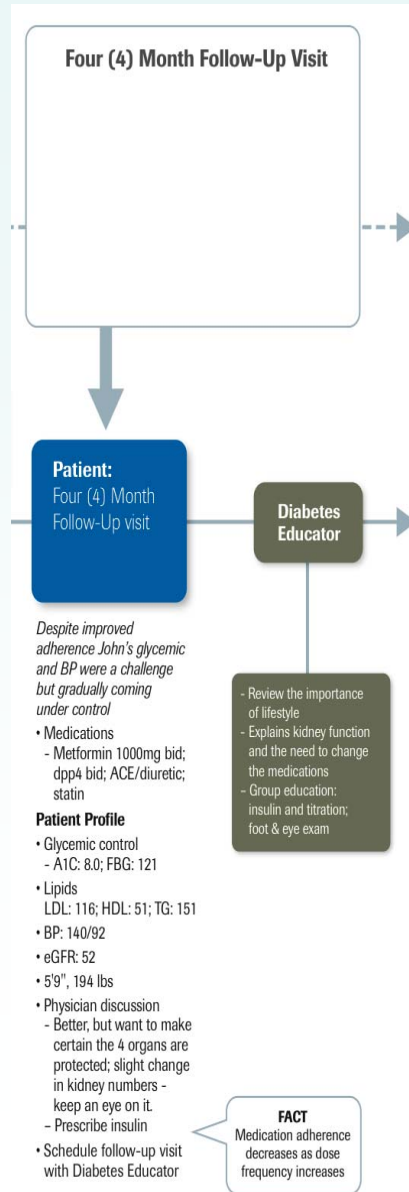 Four (4) Month Follow-Up Visit
Patient:
Four (4) Month
Follow-Up visit
Diabetes
Educator
Despite improved
adherence John's glycemic
and BP were a challenge
but gradually coming
under control
• Medications
- Metformin 1000mg bid;
dpp4 bid; ACE/diuretic;
statin
Patient Profile
• Glycemic control
- A1C: 8.0; FBG: 121
• Lipids
LDL: 116; HDL: 51; TG: 151
• BP: 140/92
• eGFR: 52
• 5'9", 194 lbs
• Physician discussion
- Better, but want to make
certain the 4 organs are
protected; slight change
in kidney numbers -
keep an eye on it.
– Prescribe insulin
• Schedule follow-up visit
with Diabetes Educator
- Review the importance
of lifestyle
- Explains kidney function
and the need to change
the medications
– Group education:
insulin and titration;
foot & eye exam
FACT
Medication adherence
decreases as dose
frequency increases